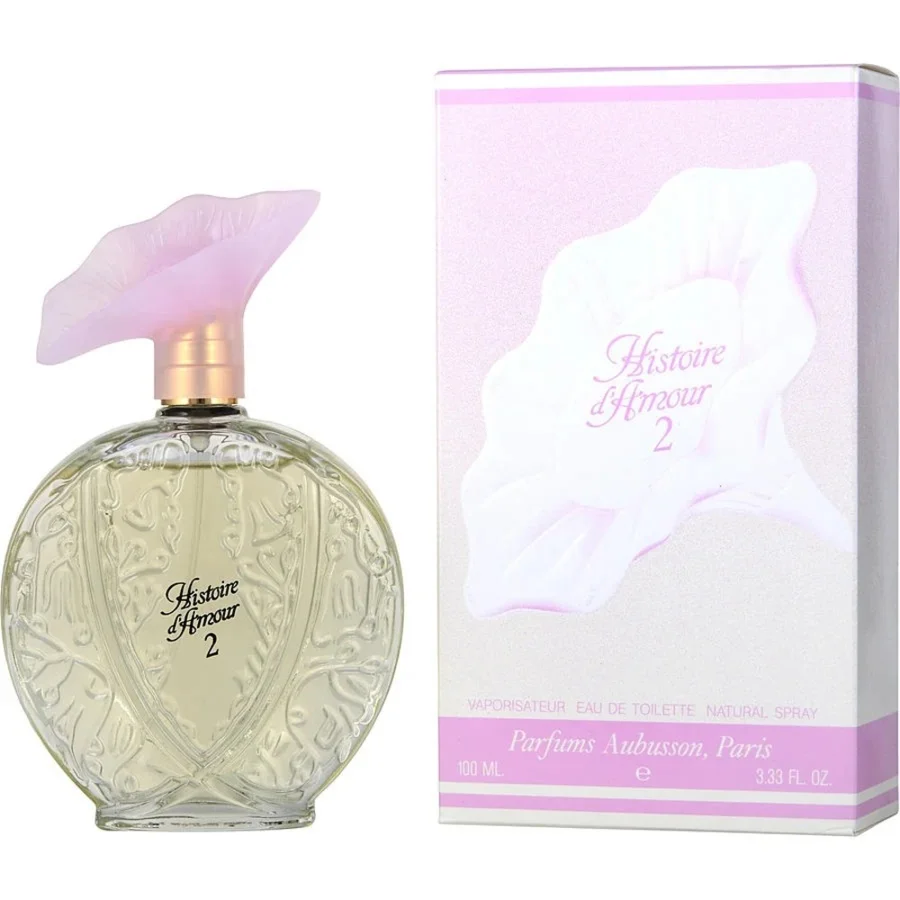 Histoire
d'Amour
2
Histoire
d'Amour
2
VAPORISATEUR EAU DE TOILETTE NATURAL SPRAY
Parfums Aubusson, Paris
100 ML. e 3.33 FL. OZ.